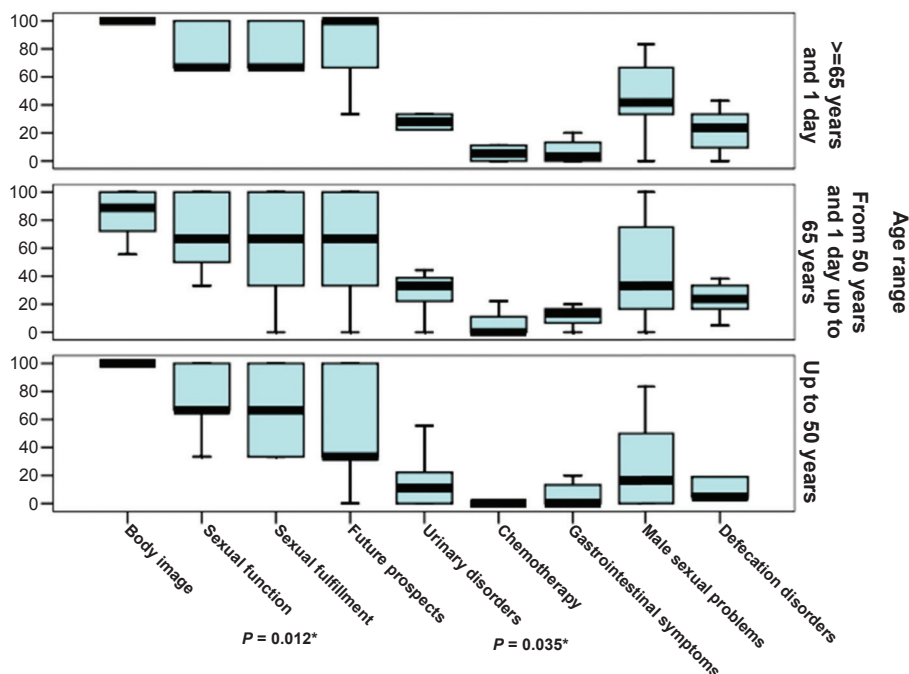 100
80
60
40
20
0
>=65 years
and 1 day
100
80
60
40
20
0
From 50 years
and 1 day up to
65 years
Age range
100
80
60
40
20
0
Up to 50 years
Body image
Sexual function
Sexual fulfillment
Future prospects
Urinary disorders
Chemotherapy
Gastrointestinal symptoms
Male sexual problems
Defecation disorders
P = 0.012*
P = 0.035*